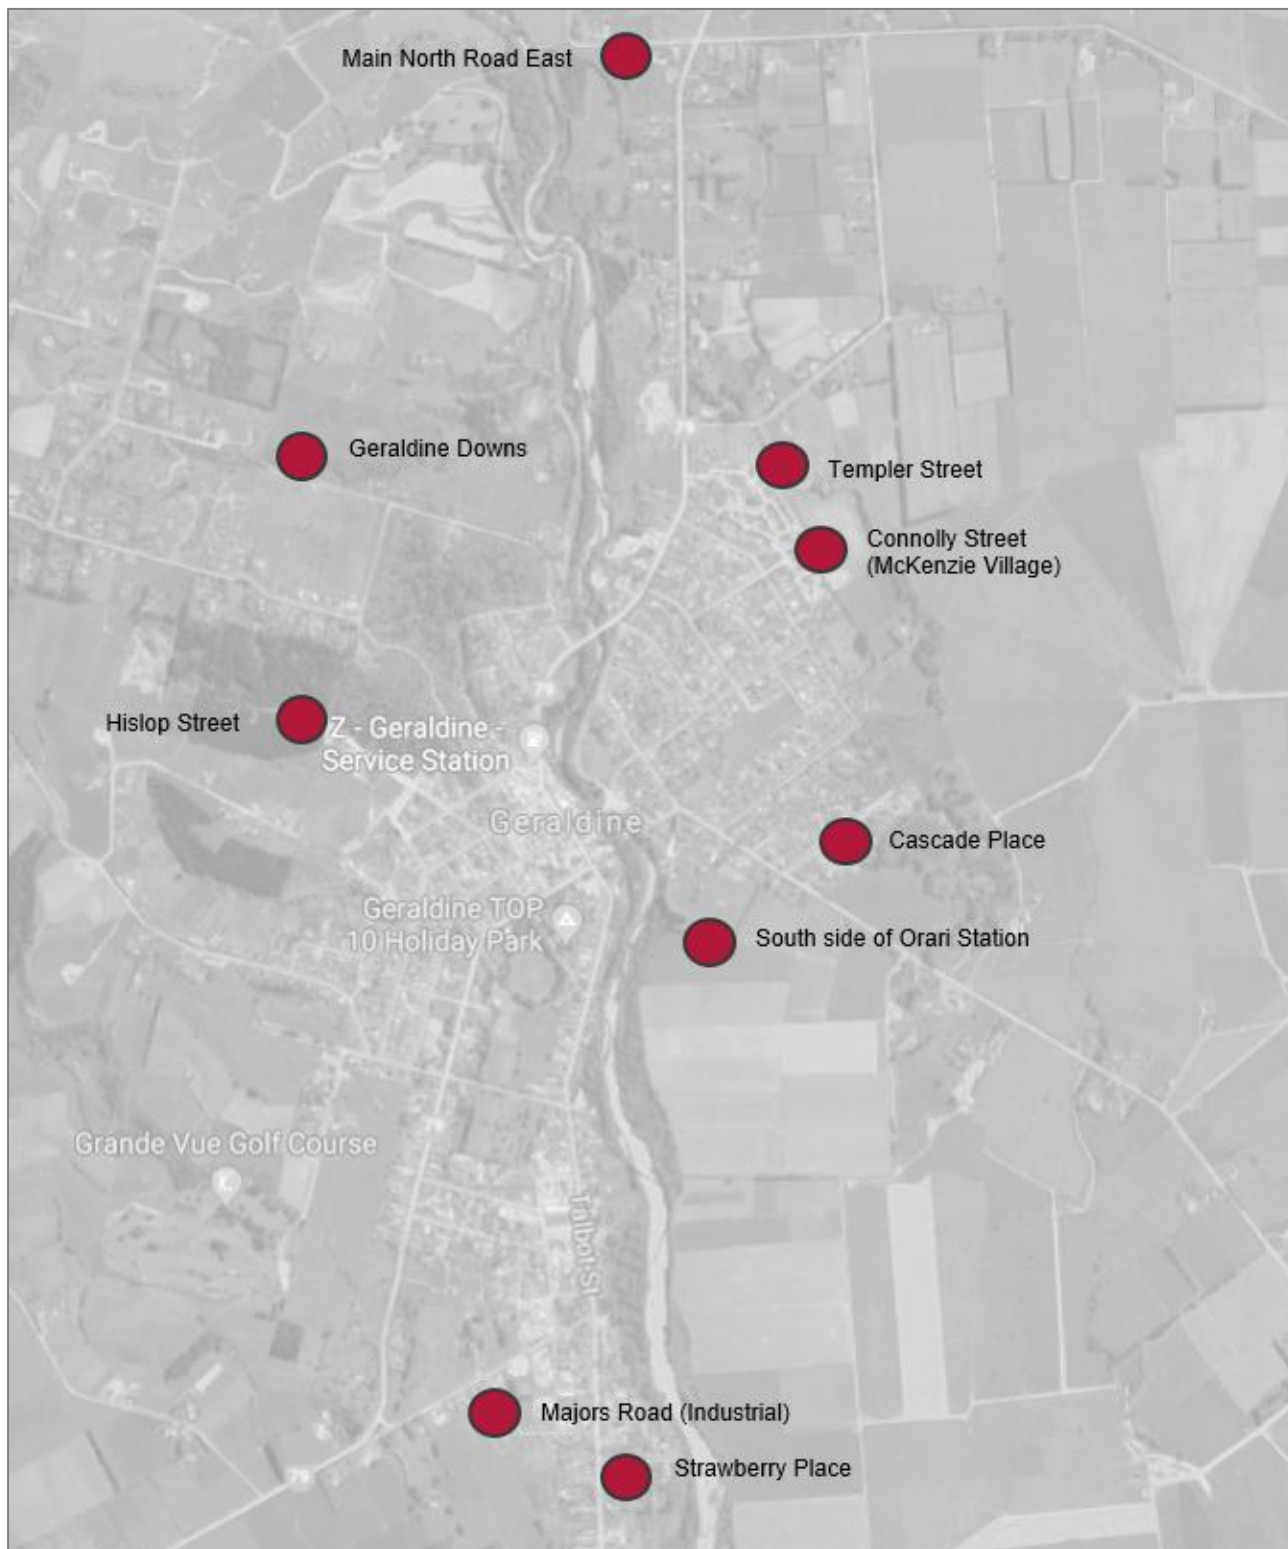 Main North Road East
Geraldine Downs
Templer Street
Connolly Street
(McKenzie Village)
Hislop Street
Z - Geraldine -
Service Station
Geraldine
Cascade Place
Geraldine TOP
10 Holiday Park
South side of Orari Station
Grande Vue Golf Course
Talbot St
Majors Road (Industrial)
Strawberry Place
79